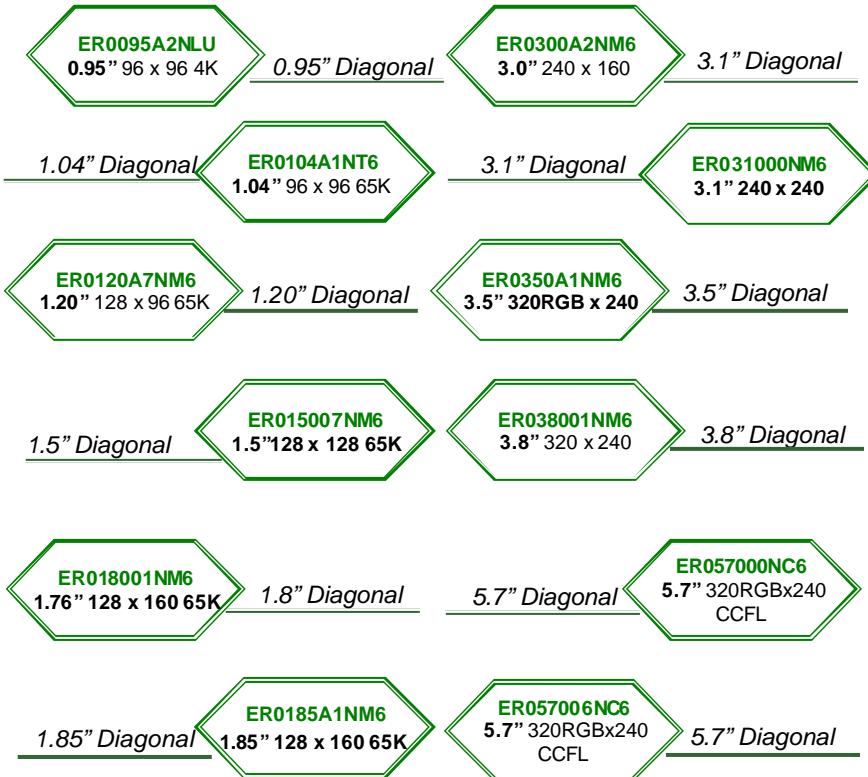 ER0095A2NLU
0.95” 96 x 96 4K
0.95” Diagonal
ER0300A2NM6
3.0” 240 x 160
3.1” Diagonal
1.04” Diagonal
ER0104A1NT6
1.04” 96 x 96 65K
3.1” Diagonal
ER031000NM6
3.1” 240 x 240
ER0120A7NM6
1.20” 128 x 96 65K
1.20” Diagonal
ER0350A1NM6
3.5” 320RGB x 240
3.5” Diagonal
1.5” Diagonal
ER015007NM6
1.5”128 x 128 65K
ER038001NM6
3.8” 320 x 240
3.8” Diagonal
ER018001NM6
1.76” 128 x 160 65K
1.8” Diagonal
5.7” Diagonal
ER057000NC6
5.7” 320RGBx240
CCFL
1.85” Diagonal
ER0185A1NM6
1.85” 128 x 160 65K
ER057006NC6
5.7” 320RGBx240
CCFL
5.7” Diagonal